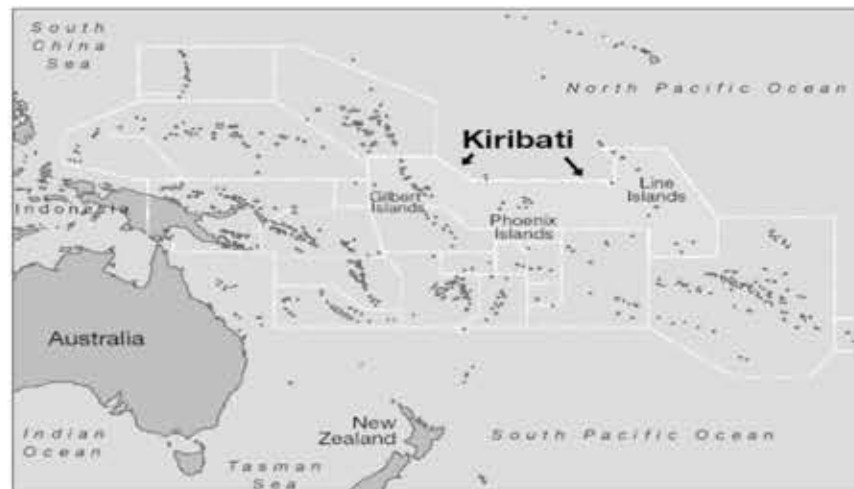 South
China
Sea
North Pacific Ocean
Kiribati
Gilbert
Islands
Line
Islands
Phoenix
Islands
Indonesia
Australia
New
Zealand
Indian
Ocean
Tasman
Sea
South Pacific Ocean